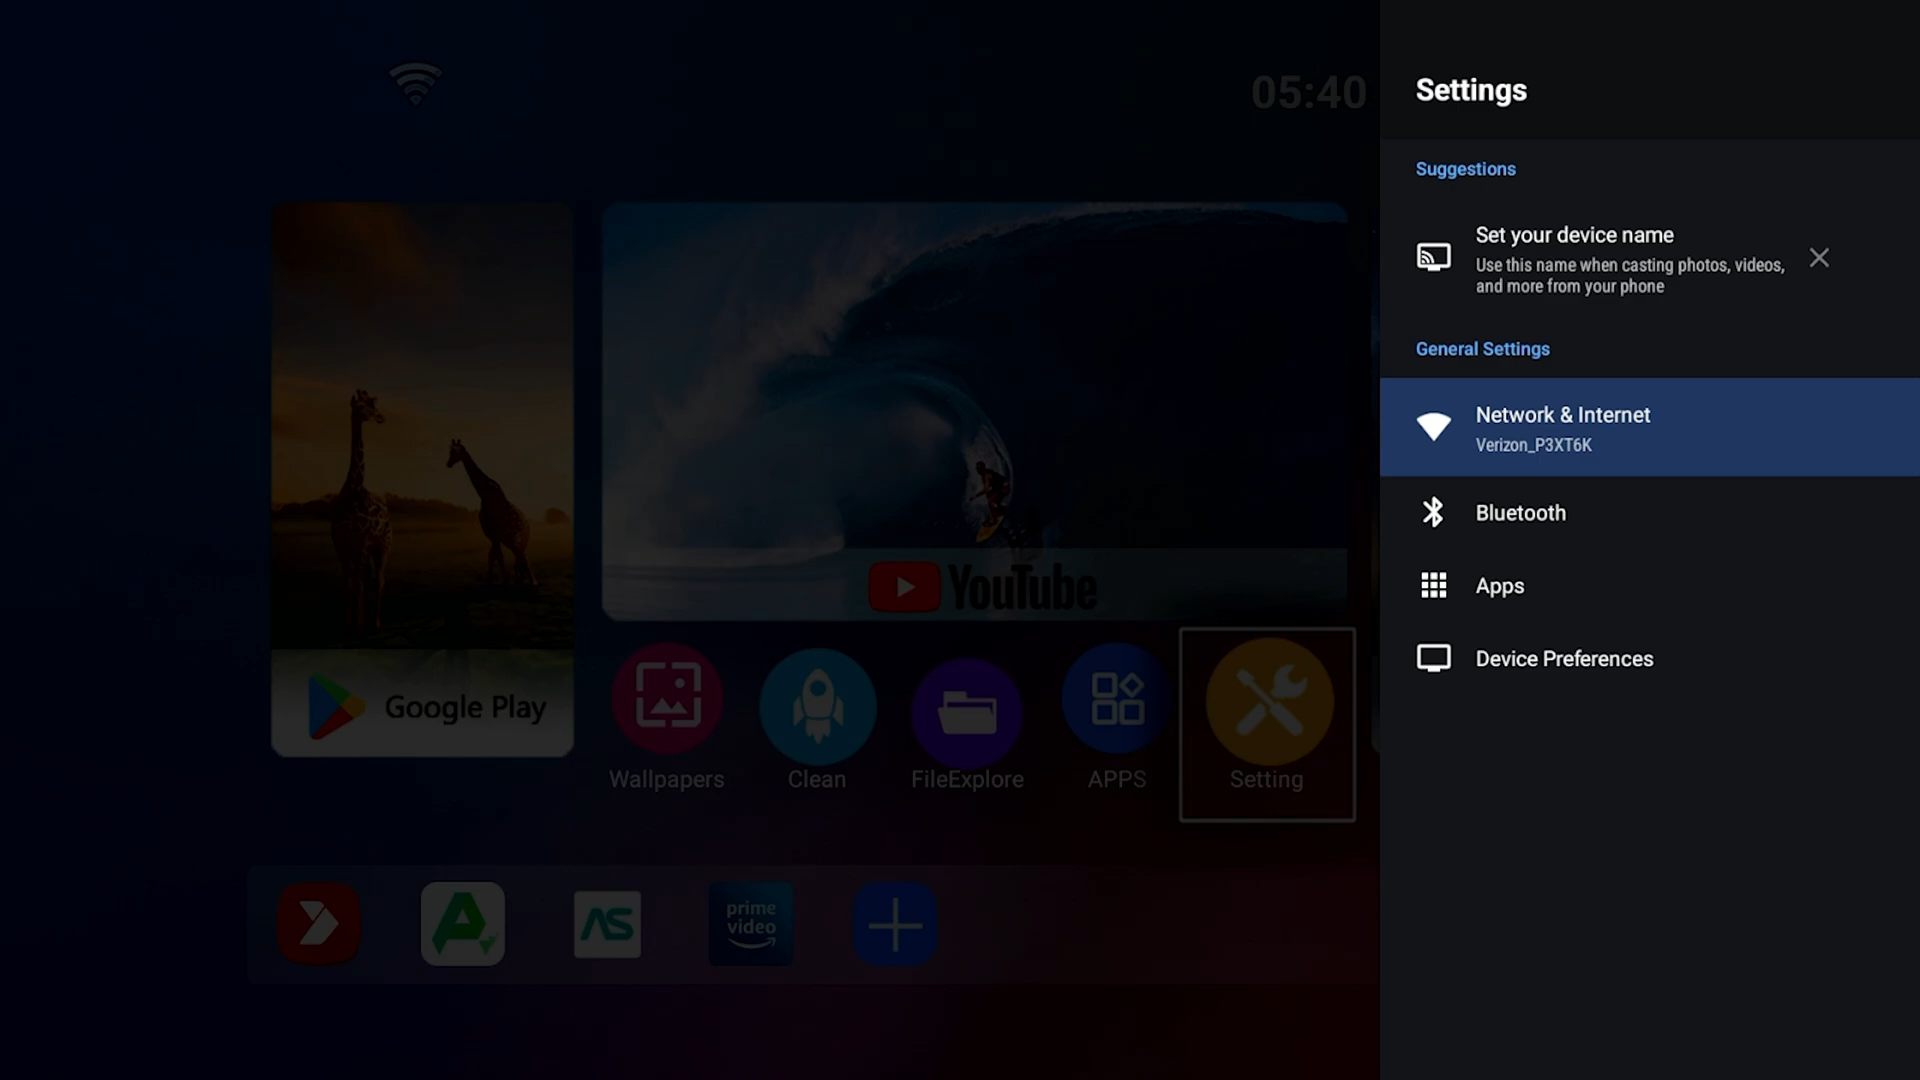 05:40
Settings
Suggestions
Set your device name
Use this name when casting photos, videos,
and more from your phone
General Settings
Network & Internet
Verizon_P3XT6K
Bluetooth
Apps
Device Preferences
YouTube
Google Play
Wallpapers
Clean
FileExplore
APPS
Setting
AS
prime
video